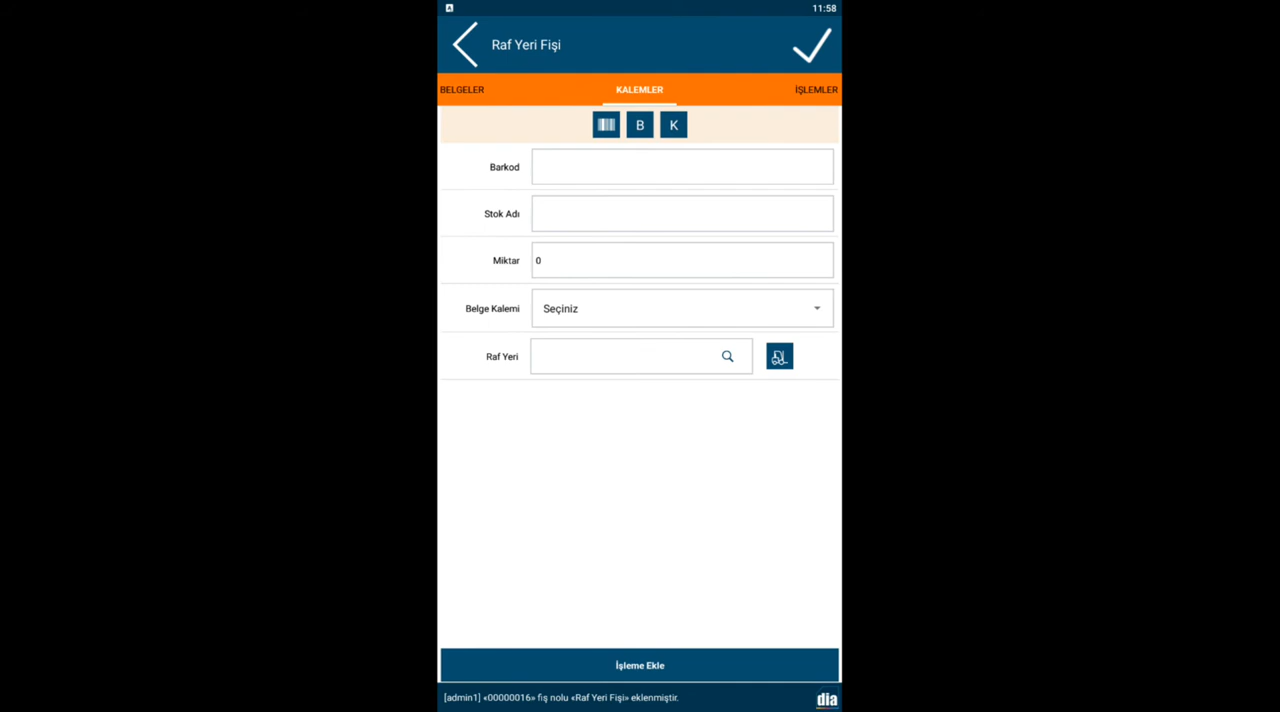 A
11:58
Raf Yeri Fişi
BELGELER KALEMLER İŞLEMLER
B K
Barkod
Stok Adı
Miktar 0
Belge Kalemi Seçiniz
Raf Yeri
İşleme Ekle
[admin1] «00000016» fiş nolu «Raf Yeri Fişi» eklenmiştir.
dia